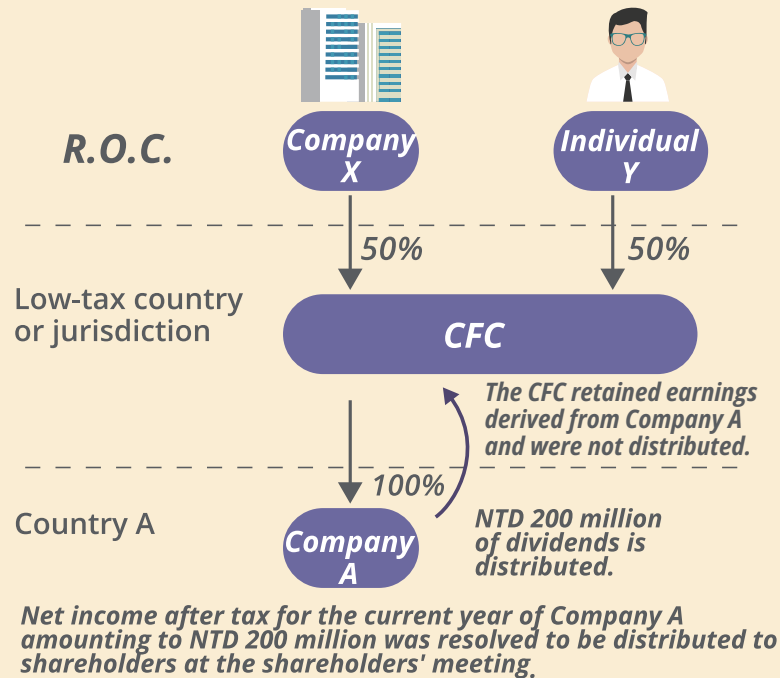 R.O.C.
Company
X
Individual
Y
50%
50%
Low-tax country
or jurisdiction
CFC
The CFC retained earnings
derived from Company A
and were not distributed.
100%
Country A
Company
A
NTD 200 million
of dividends is
distributed.
Net income after tax for the current year of Company A
amounting to NTD 200 million was resolved to be distributed to
shareholders at the shareholders' meeting.